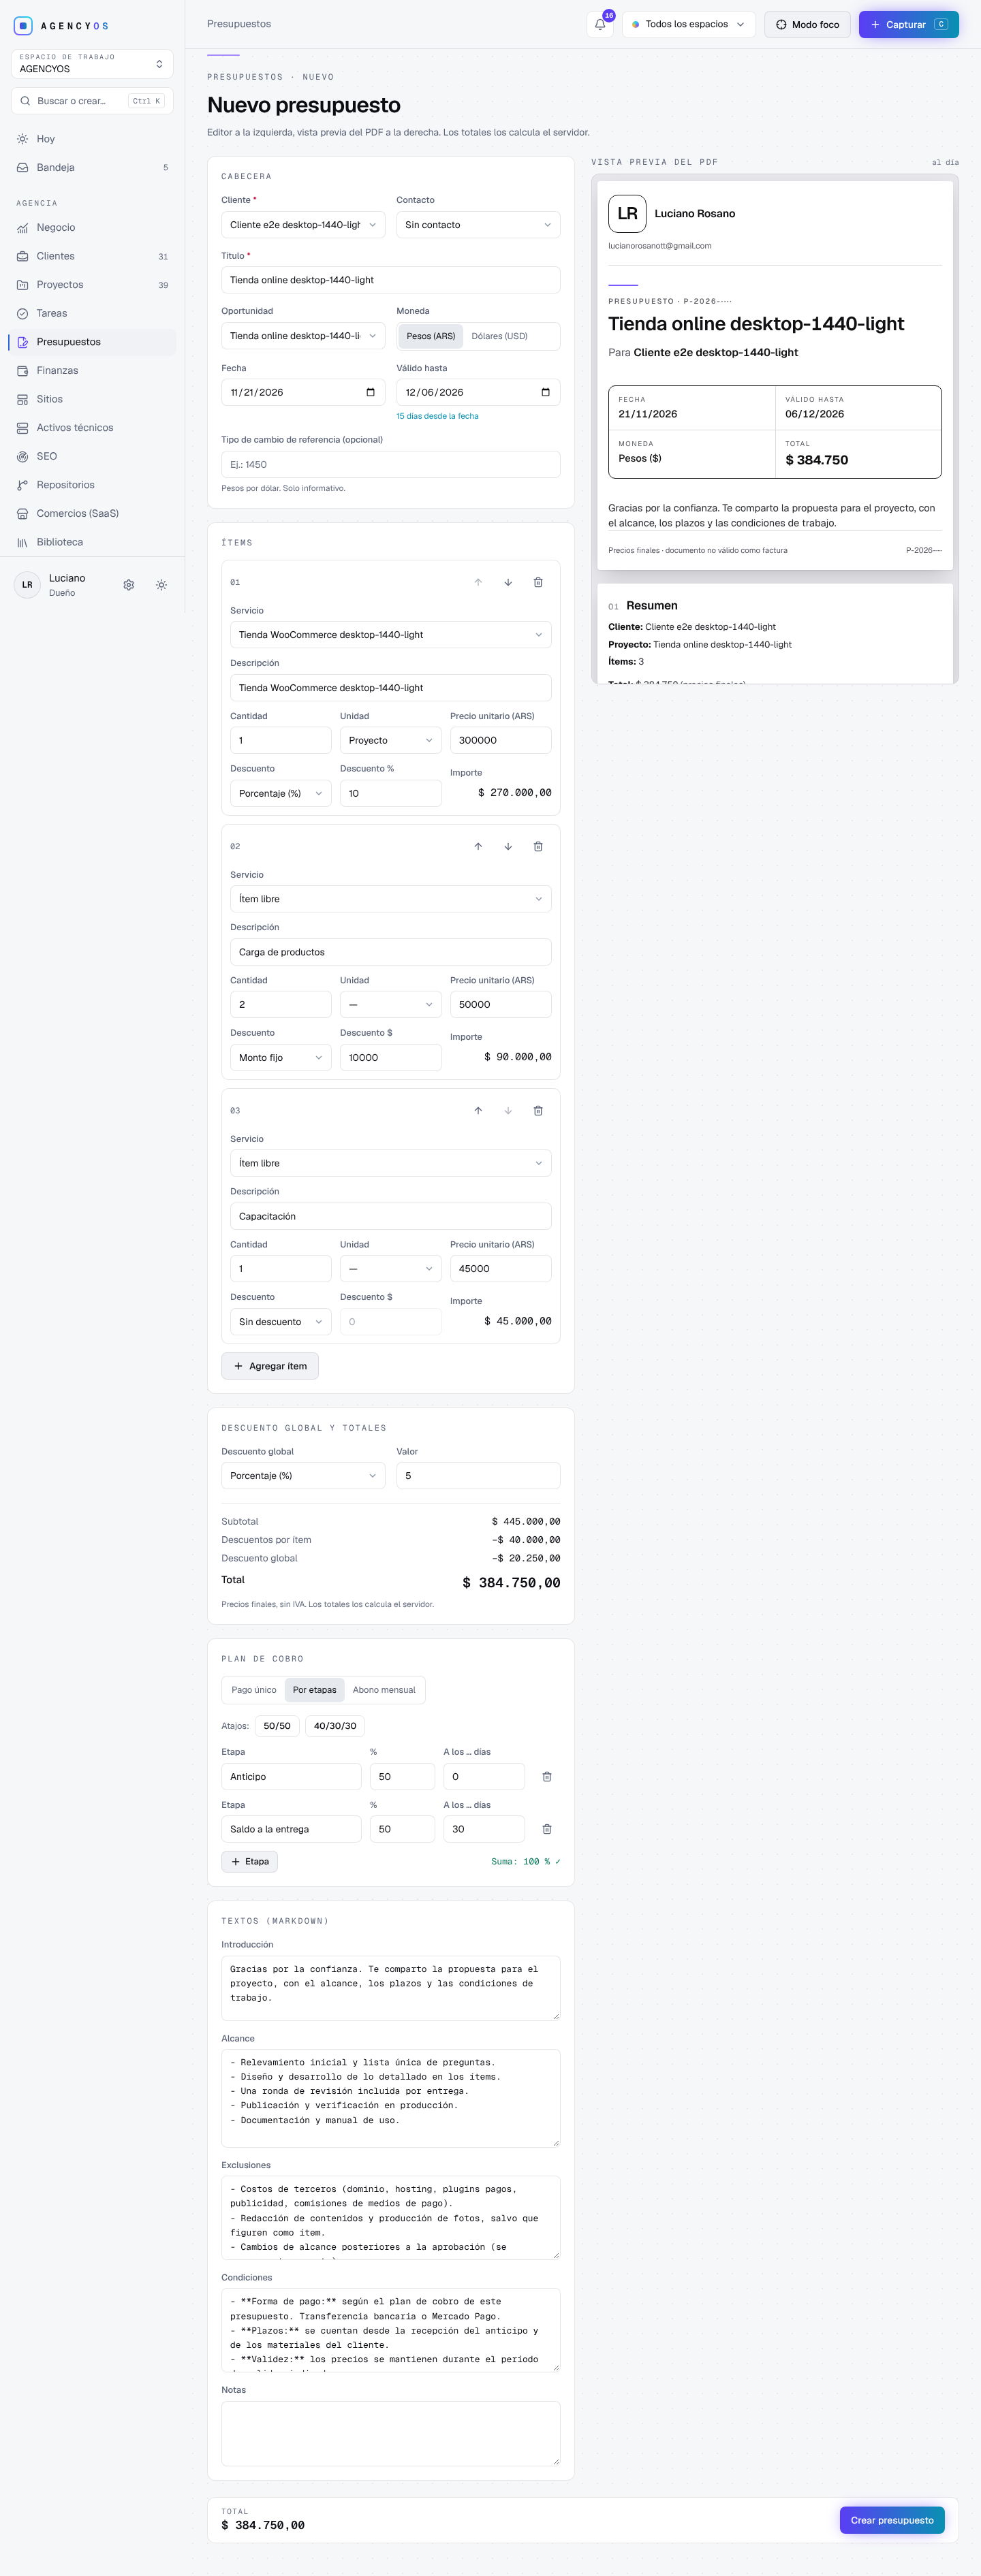 AGENCYOS
ESPACIO DE TRABAJO
AGENCYOS
Buscar o crear...
Ctrl K
Hoy
Bandeja
5
AGENCIA
Negocio
Clientes
31
Proyectos
39
Tareas
Presupuestos
Finanzas
Sitios
Activos técnicos
SEO
Repositorios
Comercios (SaaS)
Biblioteca
LR
Luciano
Dueño
Presupuestos
16
Todos los espacios
Modo foco
Capturar
C
PRESUPUESTOS · NUEVO
Nuevo presupuesto
Editor a la izquierda, vista previa del PDF a la derecha. Los totales los calcula el servidor.
CABECERA
Cliente *
Contacto
Cliente e2e desktop-1440-ligh
Sin contacto
Título *
Tienda online desktop-1440-light
Oportunidad
Moneda
Tienda online desktop-1440-li
Pesos (ARS)
Dólares (USD)
Fecha
Válido hasta
11/21/2026
12/06/2026
15 días desde la fecha
Tipo de cambio de referencia (opcional)
Ej.: 1450
Pesos por dólar. Solo informativo.
ÍTEMS
01
Servicio
Tienda WooCommerce desktop-1440-light
Descripción
Tienda WooCommerce desktop-1440-light
Cantidad
Unidad
Precio unitario (ARS)
1
Proyecto
300000
Descuento
Descuento %
Importe
Porcentaje (%)
10
$ 270.000,00
02
Servicio
Ítem libre
Descripción
Carga de productos
Cantidad
Unidad
Precio unitario (ARS)
2
—
50000
Descuento
Descuento $
Importe
Monto fijo
10000
$ 90.000,00
03
Servicio
Ítem libre
Descripción
Capacitación
Cantidad
Unidad
Precio unitario (ARS)
1
—
45000
Descuento
Descuento $
Importe
Sin descuento
0
$ 45.000,00
Agregar ítem
DESCUENTO GLOBAL Y TOTALES
Descuento global
Valor
Porcentaje (%)
5
Subtotal
$ 445.000,00
Descuentos por ítem
−$ 40.000,00
Descuento global
−$ 20.250,00
Total
$ 384.750,00
Precios finales, sin IVA. Los totales los calcula el servidor.
PLAN DE COBRO
Pago único
Por etapas
Abono mensual
Atajos:
50/50
40/30/30
Etapa
%
A los … días
Anticipo
50
0
Etapa
%
A los … días
Saldo a la entrega
50
30
Etapa
Suma: 100 % ✓
TEXTOS (MARKDOWN)
Introducción
Gracias por la confianza. Te comparto la propuesta para el
proyecto, con el alcance, los plazos y las condiciones de
trabajo.
Alcance
- Relevamiento inicial y lista única de preguntas.
- Diseño y desarrollo de lo detallado en los ítems.
- Una ronda de revisión incluida por entrega.
- Publicación y verificación en producción.
- Documentación y manual de uso.
Exclusiones
- Costos de terceros (dominio, hosting, plugins pagos,
publicidad, comisiones de medios de pago).
- Redacción de contenidos y producción de fotos, salvo que
figuren como ítem.
- Cambios de alcance posteriores a la aprobación (se
Condiciones
- **Forma de pago:** según el plan de cobro de este
presupuesto. Transferencia bancaria o Mercado Pago.
- **Plazos:** se cuentan desde la recepción del anticipo y
de los materiales del cliente.
- **Validez:** los precios se mantienen durante el período
Notas
TOTAL
$ 384.750,00
Crear presupuesto
VISTA PREVIA DEL PDF
al día
LR
Luciano Rosano
lucianorosanott@gmail.com
PRESUPUESTO · P-2026-····
Tienda online desktop-1440-light
Para Cliente e2e desktop-1440-light
FECHA
21/11/2026
VÁLIDO HASTA
06/12/2026
MONEDA
Pesos ($)
TOTAL
$ 384.750
Gracias por la confianza. Te comparto la propuesta para el proyecto, con
el alcance, los plazos y las condiciones de trabajo.
Precios finales · documento no válido como factura
P-2026-····
01 Resumen
Cliente: Cliente e2e desktop-1440-light
Proyecto: Tienda online desktop-1440-light
Ítems: 3
Total: $ 384.750 (precios finales)